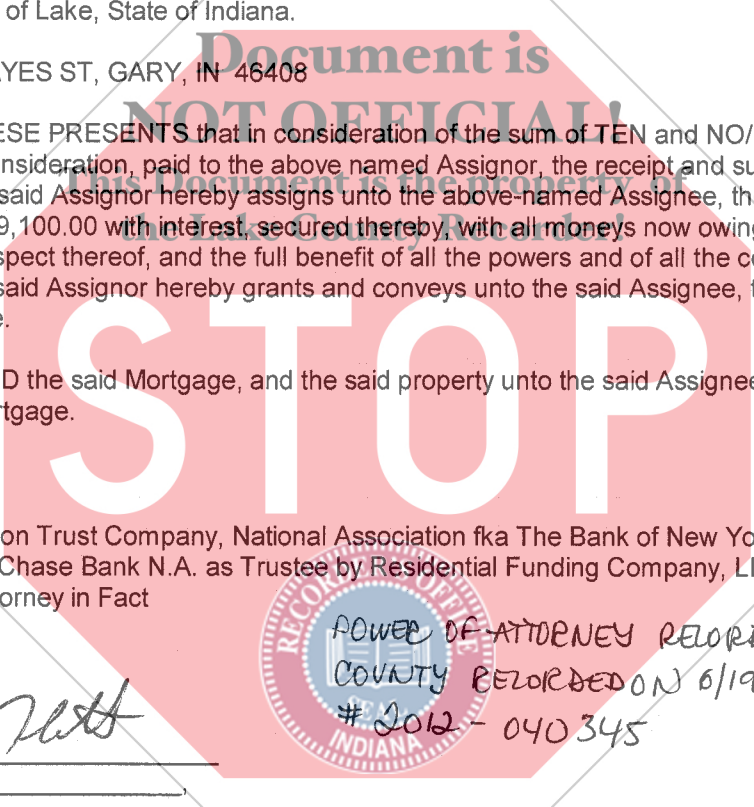 of Lake, State of Indiana.
AYES ST, GARY, IN 46408
Document is
NOT OFFICIAL!
This Document is the property of
the Lake County Recorder!
ESE PRESENTS that in consideration of the sum of TEN and NO/
nsideration, paid to the above named Assignor, the receipt and su
said Assignor hereby assigns unto the above-named Assignee, th
9,100.00 with interest, secured thereby, with all moneys now owing
spect thereof, and the full benefit of all the powers and of all the c
said Assignor hereby grants and conveys unto the said Assignee,
e.
STOP
D the said Mortgage, and the said property unto the said Assignee
rtgage.
on Trust Company, National Association fka The Bank of New Yo
Chase Bank N.A. as Trustee by Residential Funding Company, Ll
orney in Fact
POWER OF ATTORNEY RECORD
COUNTY RECORDED ON 6/19
# 2012 - 040345
RECORDER'S OFFICE
SEAL
INDIANA